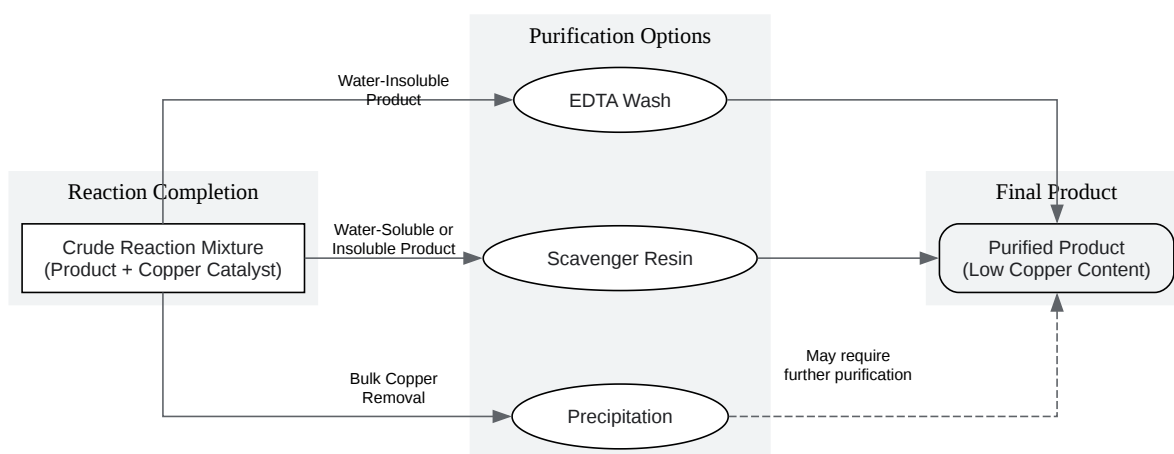 Purification Options
Water-Insoluble
Product
EDTA Wash
Reaction Completion
Final Product
Crude Reaction Mixture
(Product + Copper Catalyst)
Water-Soluble or
Insoluble Product
Scavenger Resin
Purified Product
(Low Copper Content)
May require
further purification
Bulk Copper
Removal
Precipitation